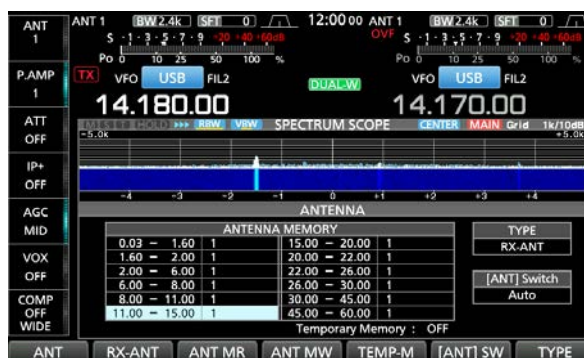 ANT 1 BW 2.4k SFT 0 12:00 00 ANT 1 BW 2.4k SFT 0
OVF
S -1 · 3 · 5 · 7 · 9 +20 +40 +60dB S -1 · 3 · 5 · 7 · 9 +20 +40 +60dB
Po 0 10 25 50 100 % Po 0 10 25 50 100 %
TX VFO USB FIL2 DUAL-W VFO USB FIL2
14.180.00 14.170.00
HOLD >>> RBW VBW SPECTRUM SCOPE CENTER MAIN Grid 1k/10dB
-5.0k +5.0k
-4 -3 -2 -1 0 +1 +2 +3 +4
ANT
1
P.AMP
1
ATT
OFF
IP+
OFF
AGC
MID
VOX
OFF
COMP
OFF
WIDE
ANTENNA
ANTENNA MEMORY
0.03 – 1.60 1 15.00 – 20.00 1
1.60 – 2.00 1 20.00 – 22.00 1
2.00 – 6.00 1 22.00 – 26.00 1
6.00 – 8.00 1 26.00 – 30.00 1
8.00 – 11.00 1 30.00 – 45.00 1
11.00 – 15.00 1 45.00 – 60.00 1
Temporary Memory : OFF
TYPE
RX-ANT
[ANT] Switch
Auto
ANT RX-ANT ANT MR ANT MW TEMP-M [ANT] SW TYPE